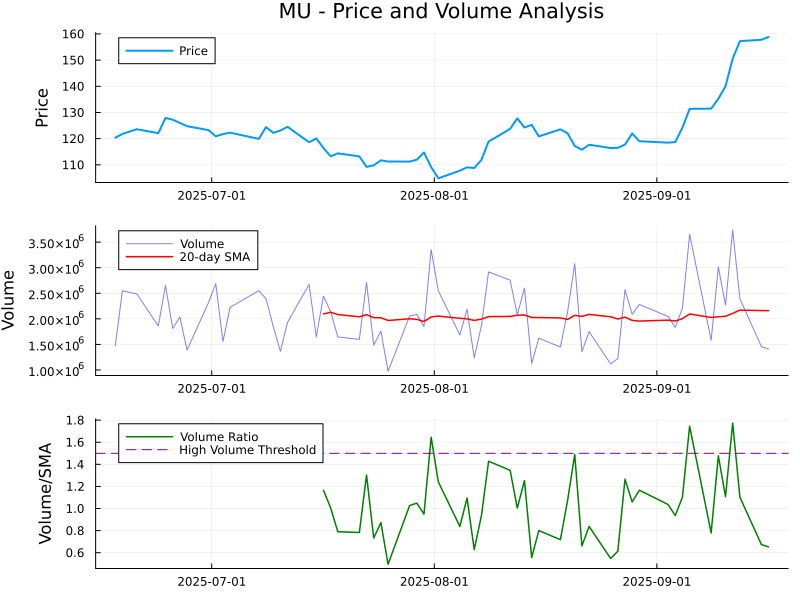 MU - Price and Volume Analysis
Price
160
150
140
130
120
110
Price
2025-07-01 2025-08-01 2025-09-01
Volume
3.50×10⁶
3.00×10⁶
2.50×10⁶
2.00×10⁶
1.50×10⁶
1.00×10⁶
Volume
20-day SMA
2025-07-01 2025-08-01 2025-09-01
Volume/SMA
1.8
1.6
1.4
1.2
1.0
0.8
0.6
Volume Ratio
High Volume Threshold
2025-07-01 2025-08-01 2025-09-01